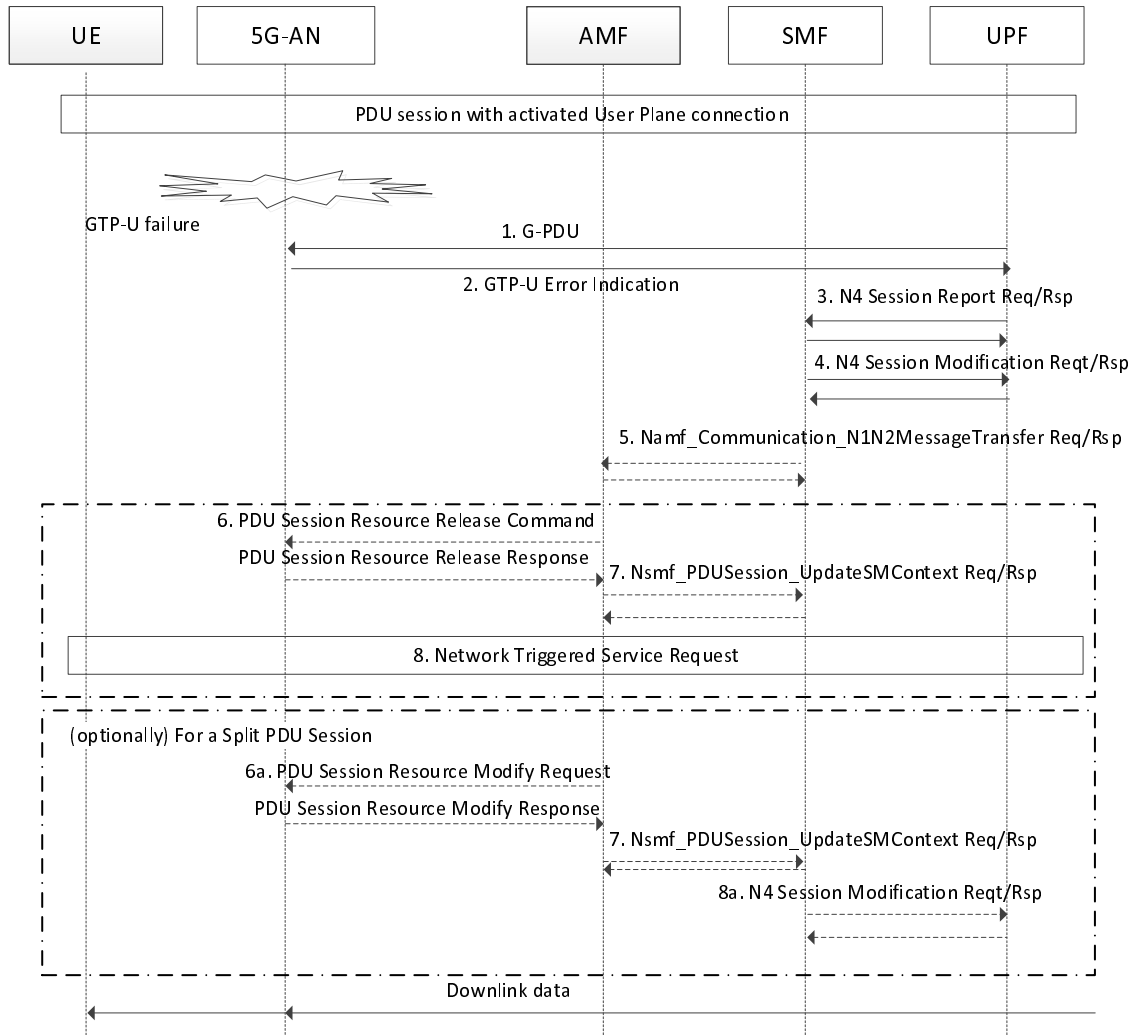 UE
5G-AN
AMF
SMF
UPF
PDU session with activated User Plane connection
GTP-U failure
1. G-PDU
2. GTP-U Error Indication
3. N4 Session Report Req/Rsp
4. N4 Session Modification Reqt/Rsp
5. Namf_Communication_N1N2MessageTransfer Req/Rsp
6. PDU Session Resource Release Command
PDU Session Resource Release Response
7. Nsmf_PDUSession_UpdateSMContext Req/Rsp
8. Network Triggered Service Request
(optionally) For a Split PDU Session
6a. PDU Session Resource Modify Request
PDU Session Resource Modify Response
7. Nsmf_PDUSession_UpdateSMContext Req/Rsp
8a. N4 Session Modification Reqt/Rsp
Downlink data